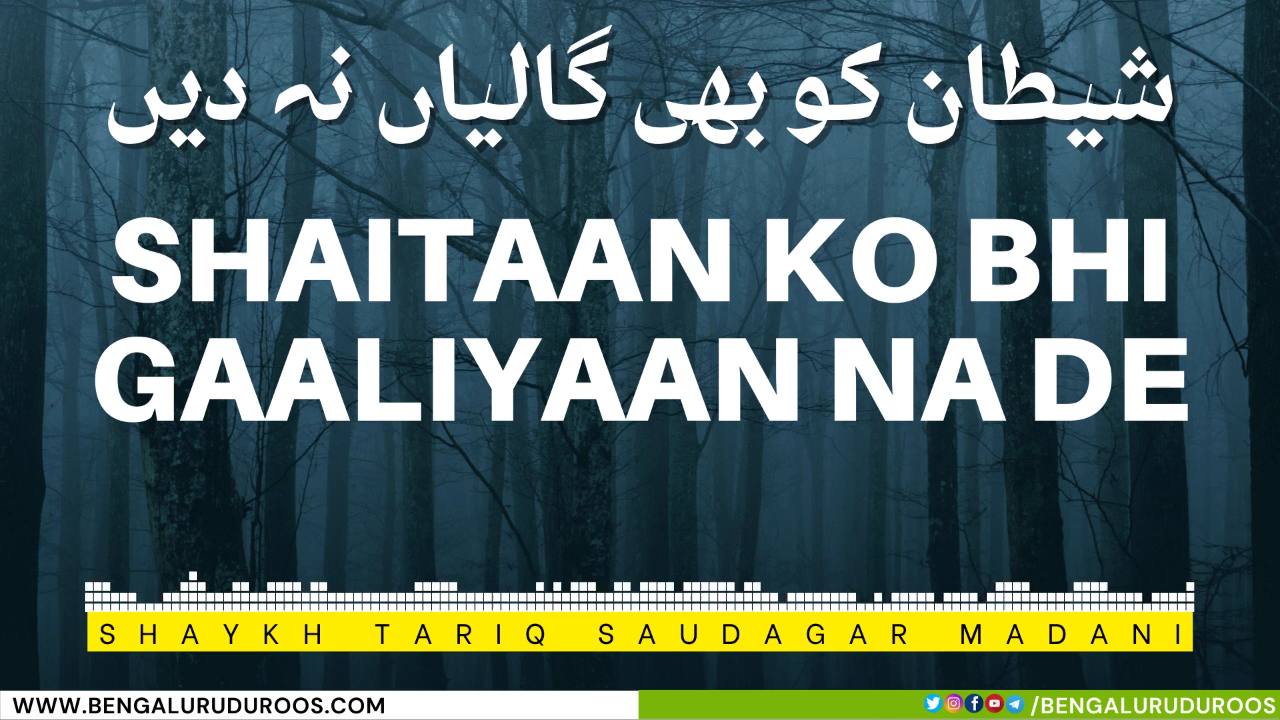 شیطان کو بھی گالیاں نہ دیں
SHAITAAN KO BHI
GAALIYAAN NA DE
SHAYKH TARIQ SAUDAGAR MADANI
WWW.BENGALURUDUROOS.COM
/BENGALURUDUROOS